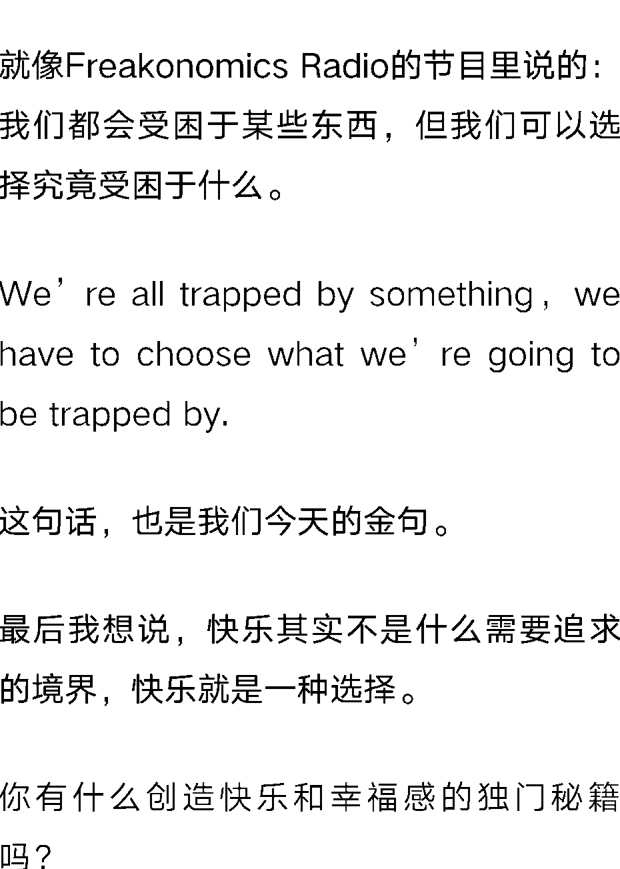 就像Freakonomics Radio的节目里说的：
我们都会受困于某些东西，但我们可以选
择究竟受困于什么。
We’re all trapped by something，we
have to choose what we’re going to
be trapped by.
这句话，也是我们今天的金句。
最后我想说，快乐其实不是什么需要追求
的境界，快乐就是一种选择。
你有什么创造快乐和幸福感的独门秘籍
吗？